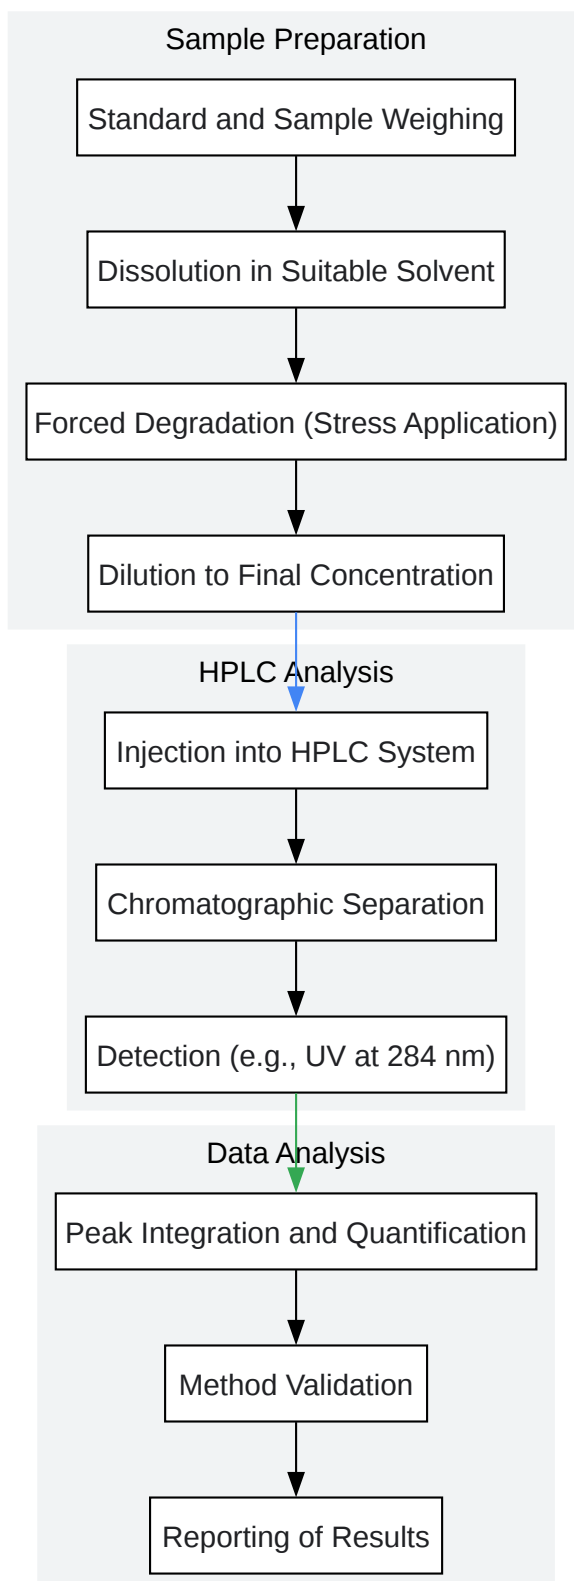 Sample Preparation
Standard and Sample Weighing
Dissolution in Suitable Solvent
Forced Degradation (Stress Application)
Dilution to Final Concentration
HPLC Analysis
Injection into HPLC System
Chromatographic Separation
Detection (e.g., UV at 284 nm)
Data Analysis
Peak Integration and Quantification
Method Validation
Reporting of Results